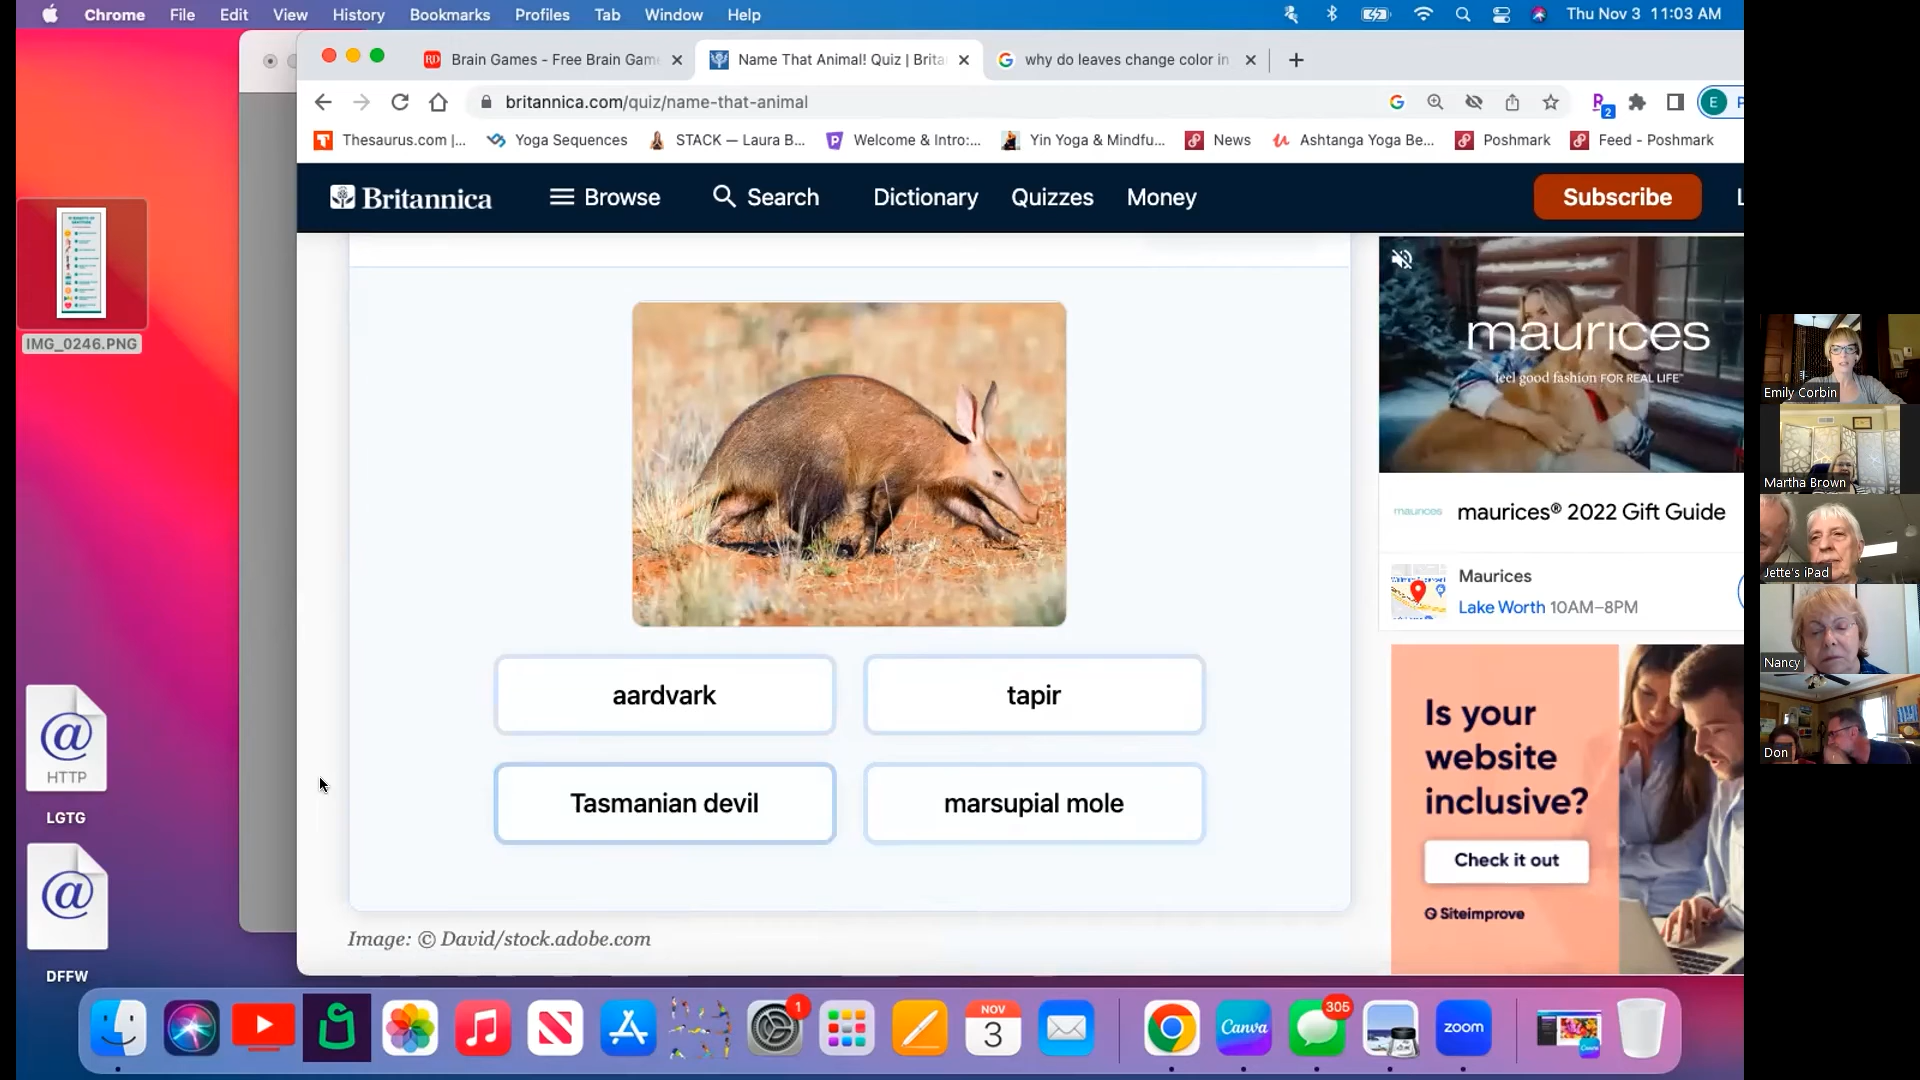 Chrome File Edit View History Bookmarks Profiles Tab Window Help Thu Nov 3 11:03 AM
Brain Games - Free Brain Game
Name That Animal! Quiz | Brita
why do leaves change color in
britannica.com/quiz/name-that-animal
2
E
Thesaurus.com |... Yoga Sequences STACK — Laura B... Welcome & Intro:... Yin Yoga & Mindfu... News Ashtanga Yoga Be... Poshmark Feed - Poshmark
Britannica Browse Search Dictionary Quizzes Money Subscribe L
IMG_0246.PNG
maurices
feel good fashion FOR REAL LIFE™
maurices
maurices® 2022 Gift Guide
Maurices
Lake Worth 10AM–8PM
aardvark
tapir
Tasmanian devil
marsupial mole
Image: © David/stock.adobe.com
Is your
website
inclusive?
Check it out
Siteimprove
HTTP
LGTG
DFFW
Emily Corbin
Martha Brown
Jette's iPad
Nancy
Don
1
NOV
3
Canva
305
zoom
Canva